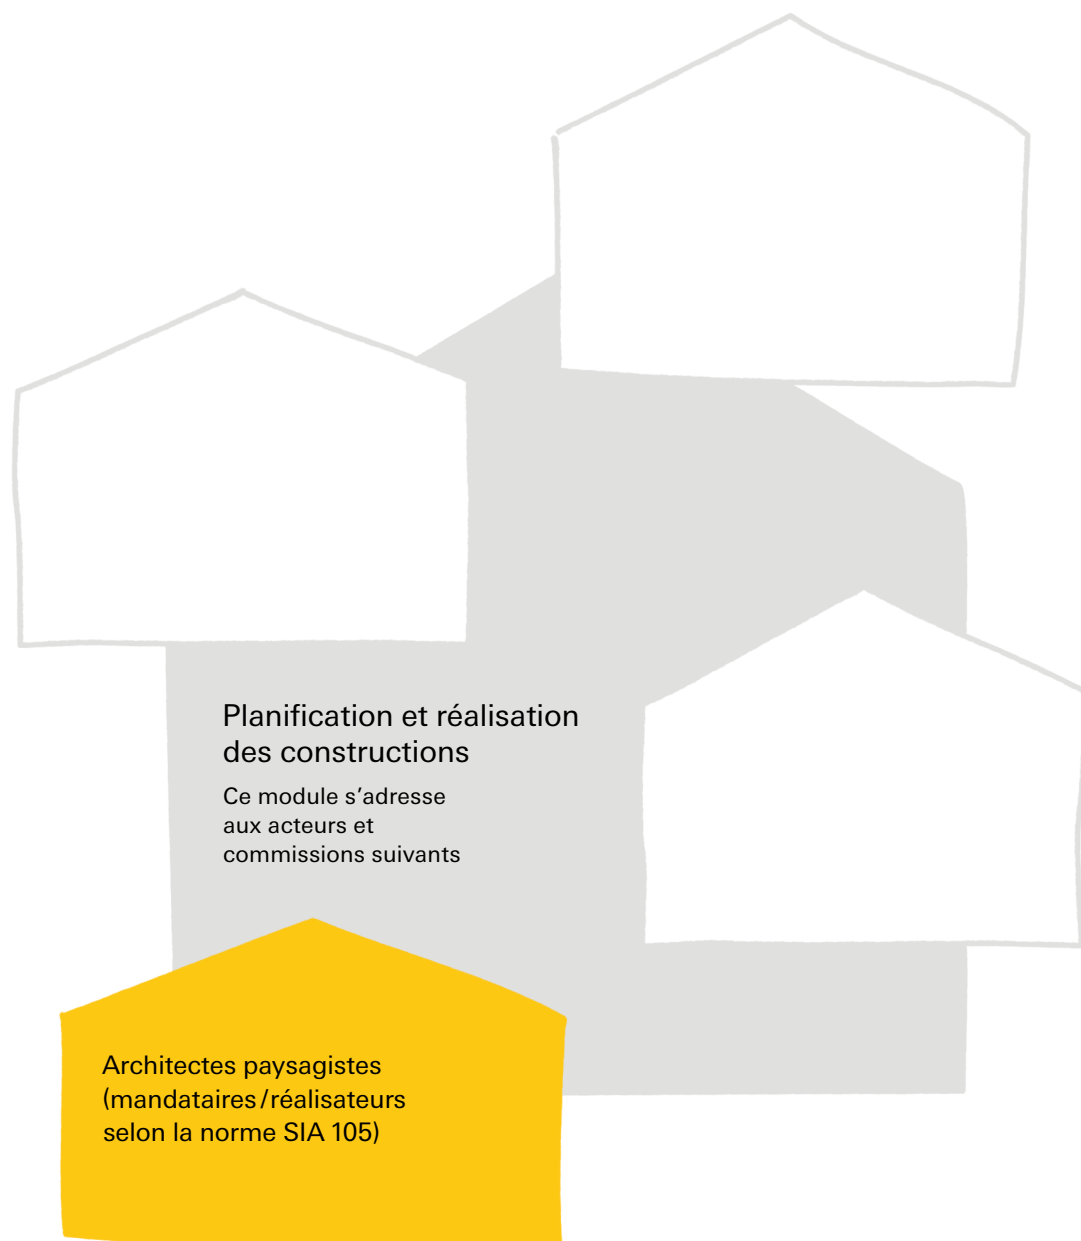 Planification et réalisation
des constructions
Ce module s’adresse
aux acteurs et
commissions suivants
Architectes paysagistes
(mandataires/réalisateurs
selon la norme SIA 105)